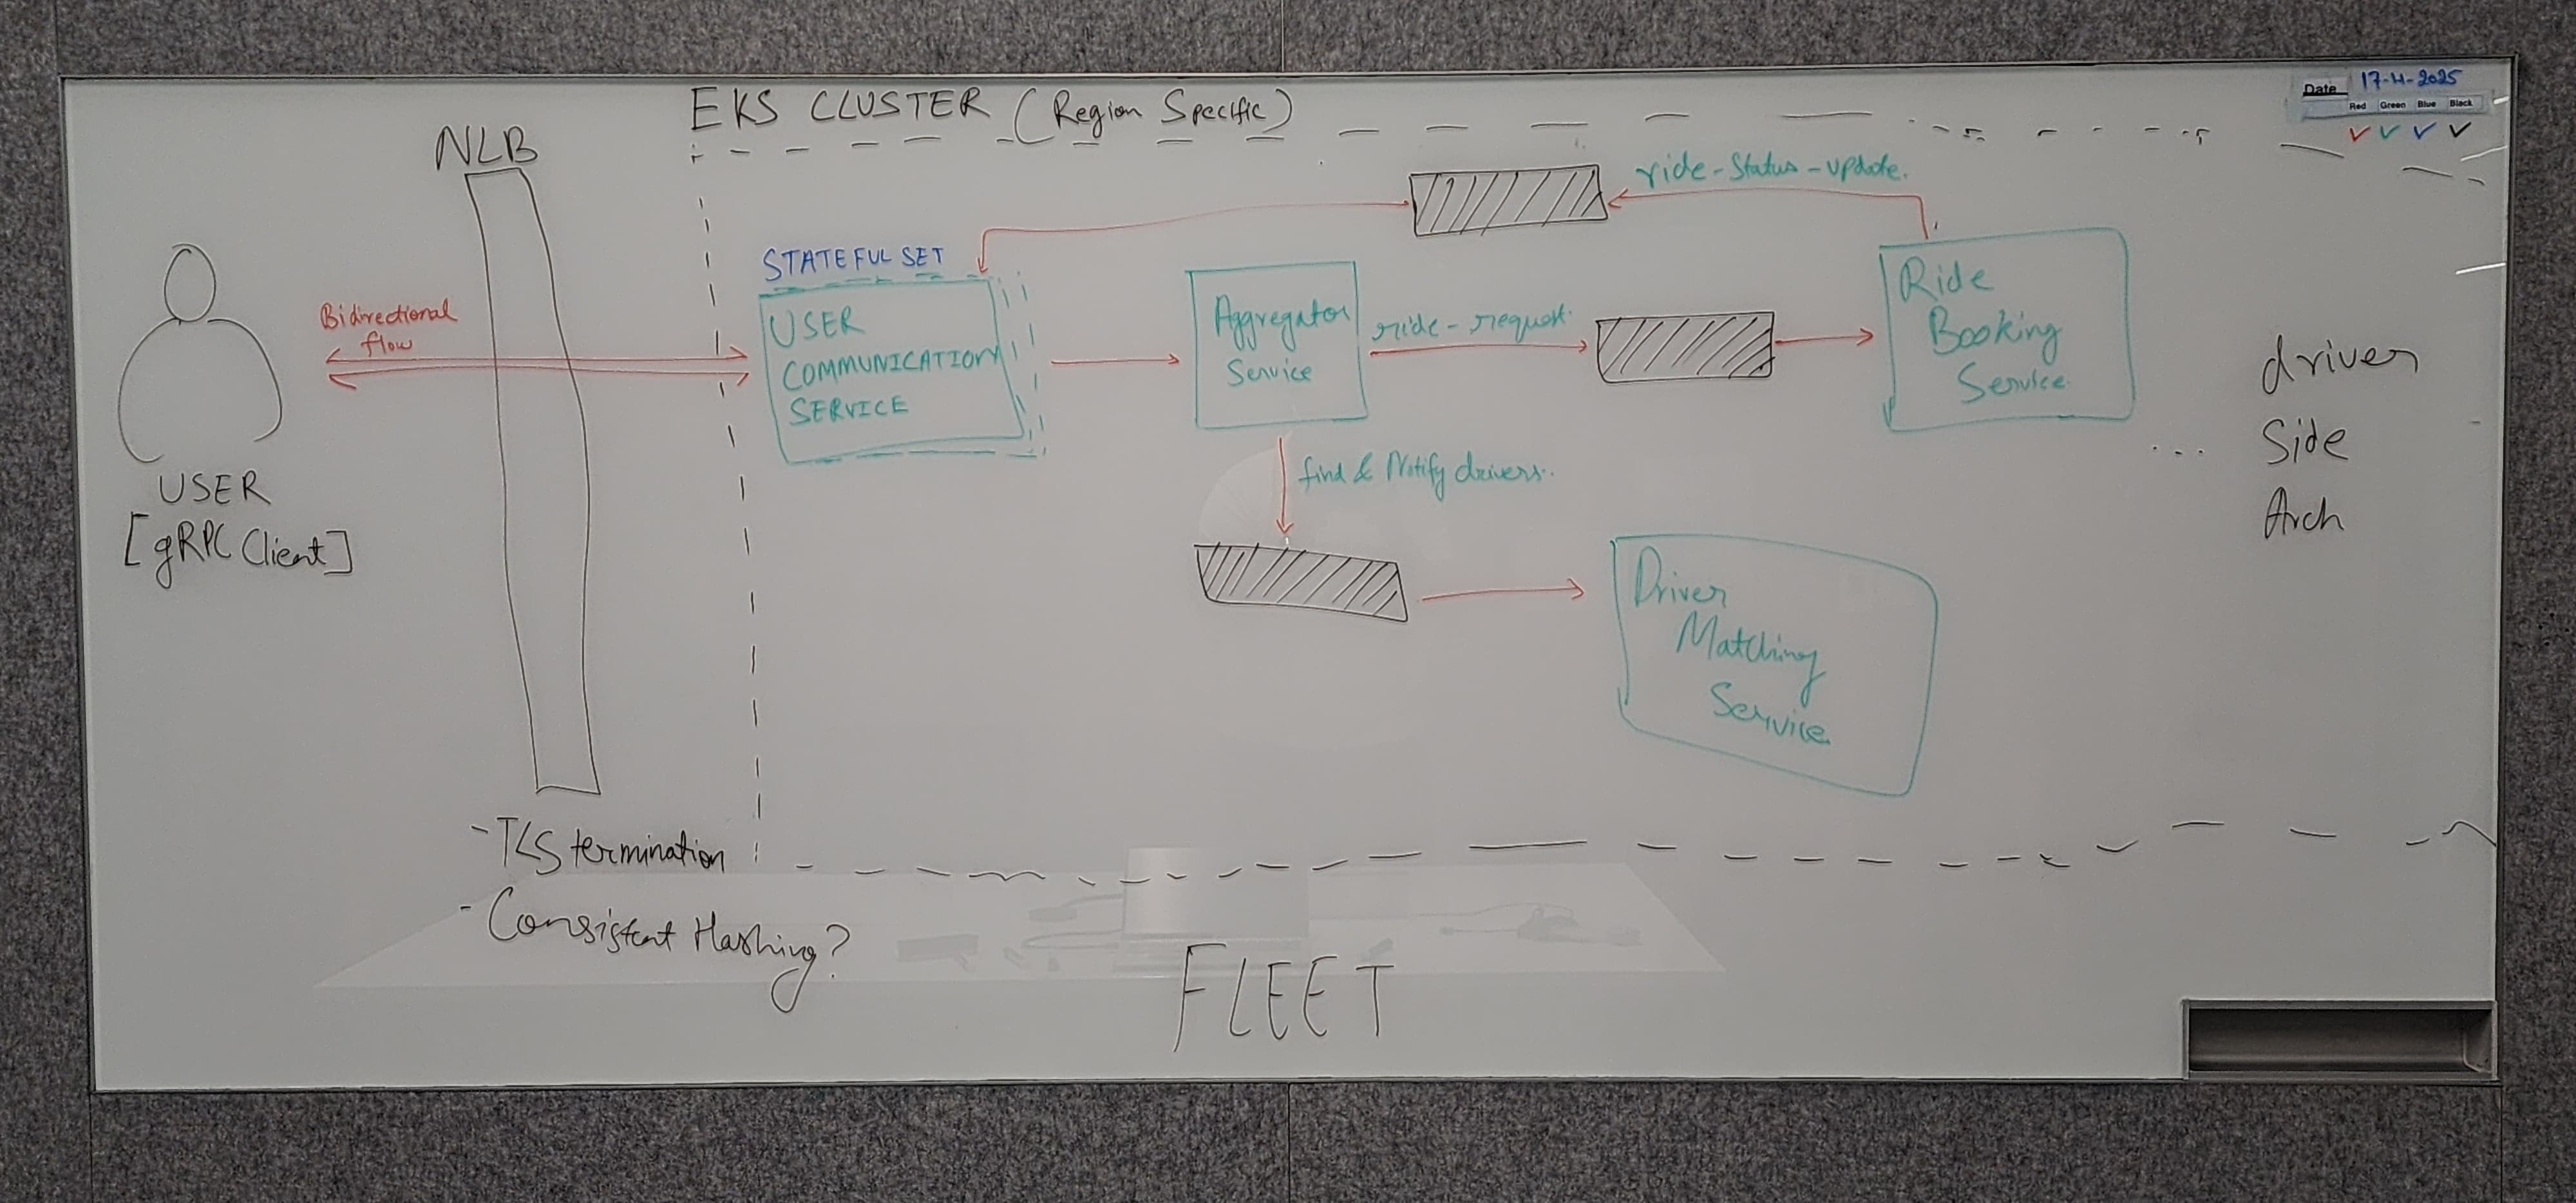 Date 17-4-2025
Red Green Blue Black
EKS CLUSTER (Region Specific)
NLB
ride-status-update.
STATEFUL SET
USER
COMMUNICATION
SERVICE
Aggregator
Service
ride-request
Ride
Booking
Service
Bidirectional
flow
driver
Side
Arch
...
USER
[gRPC Client]
find & Notify drivers.
Driver
Matching
Service
- TLS termination
- Consistent Hashing?
FLEET